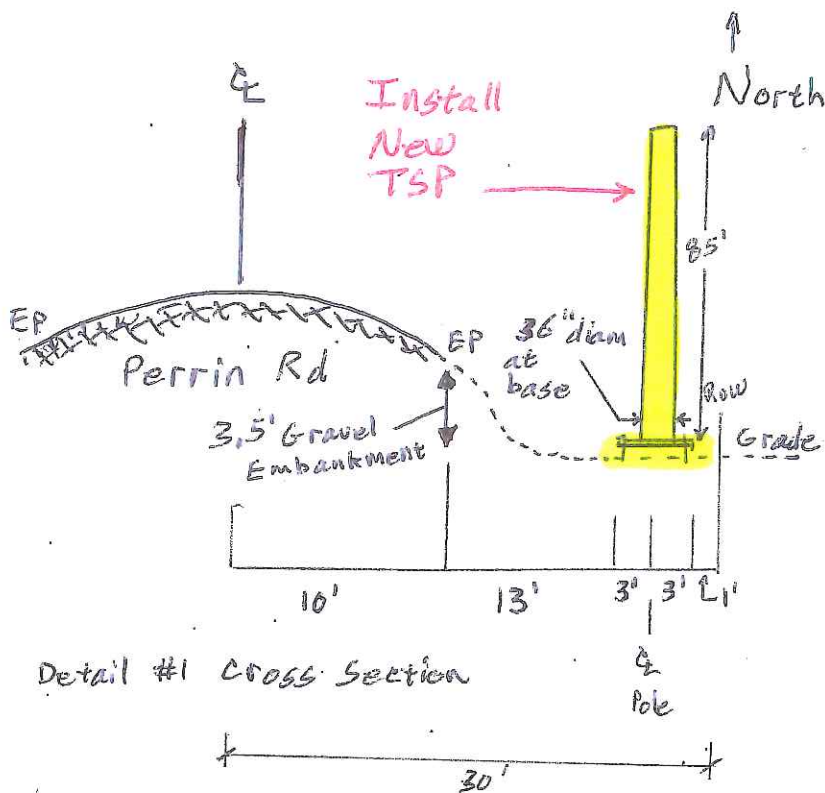 ℄
Install
New
TSP
North
85'
EP
EP
36" diam
at
base
ROW
Perrin Rd
3.5' Gravel
Embankment
Grade
10'
13'
3'
3'
1'
Detail #1 Cross Section
℄
Pole
30'